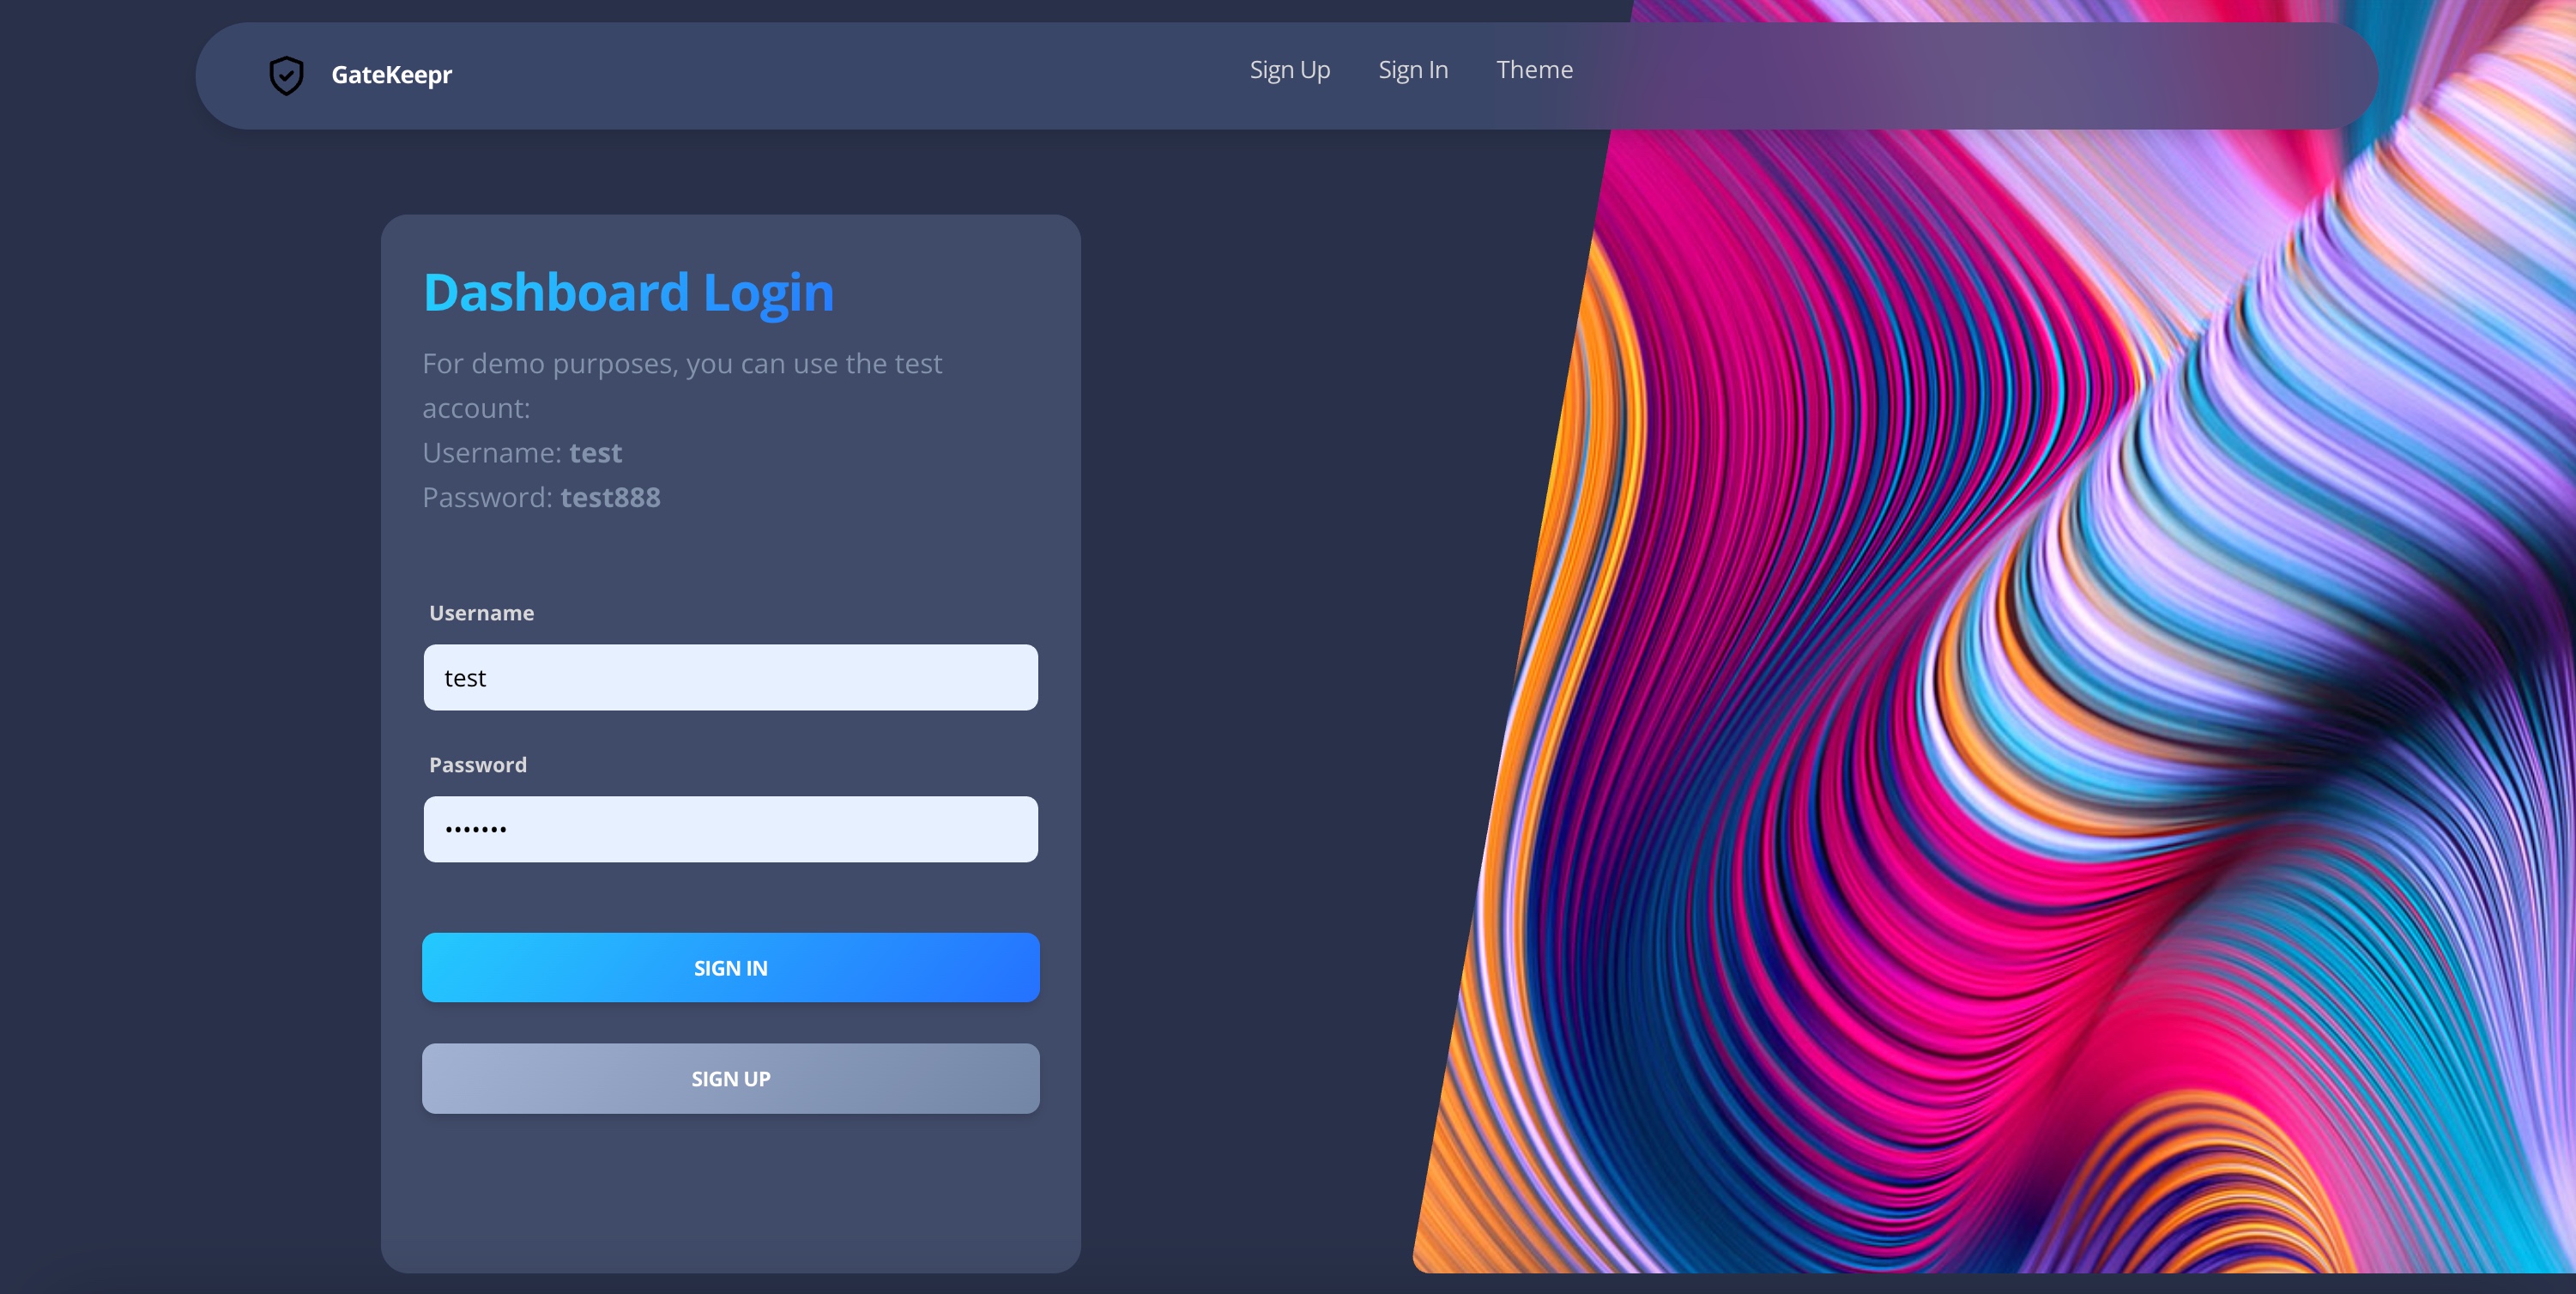 GateKeepr
Sign Up
Sign In
Theme
Dashboard Login
For demo purposes, you can use the test
account:
Username: test
Password: test888
Username
test
Password
•••••••
SIGN IN
SIGN UP